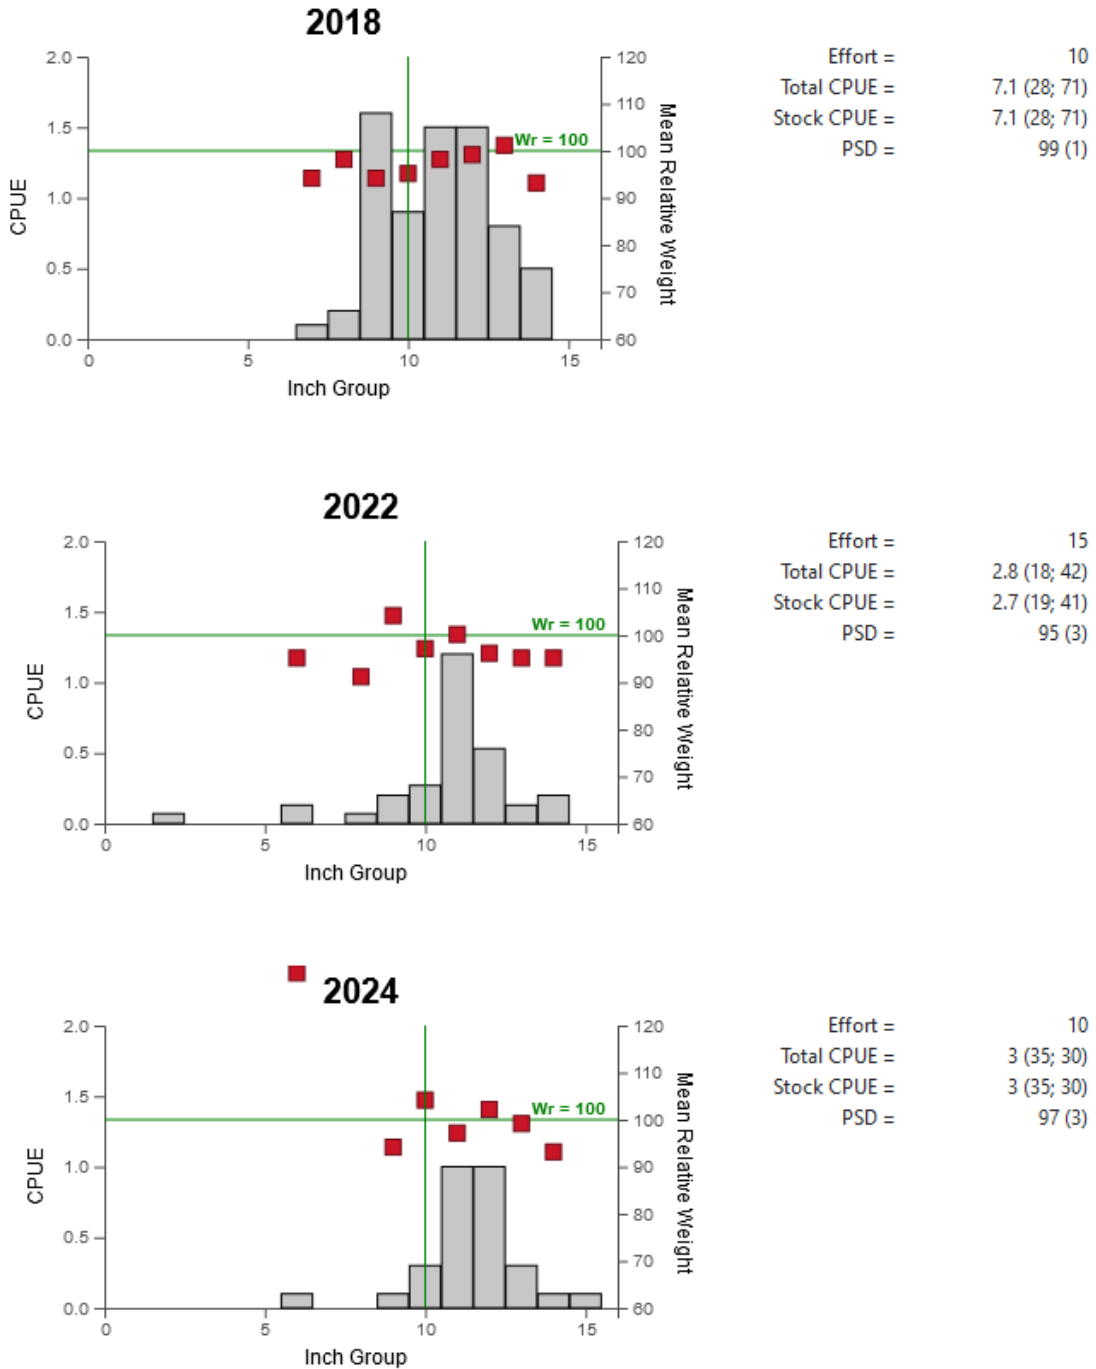 2018
Effort = 10
Total CPUE = 7.1 (28; 71)
Stock CPUE = 7.1 (28; 71)
PSD = 99 (1)
2.0
1.5
1.0
0.5
0.0
CPUE
120
110
100
90
80
70
60
Mean Relative Weight
Wr = 100
0 5 10 15
Inch Group
2022
Effort = 15
Total CPUE = 2.8 (18; 42)
Stock CPUE = 2.7 (19; 41)
PSD = 95 (3)
2.0
1.5
1.0
0.5
0.0
CPUE
120
110
100
90
80
70
60
Mean Relative Weight
Wr = 100
0 5 10 15
Inch Group
2024
Effort = 10
Total CPUE = 3 (35; 30)
Stock CPUE = 3 (35; 30)
PSD = 97 (3)
2.0
1.5
1.0
0.5
0.0
CPUE
120
110
100
90
80
70
60
Mean Relative Weight
Wr = 100
0 5 10 15
Inch Group